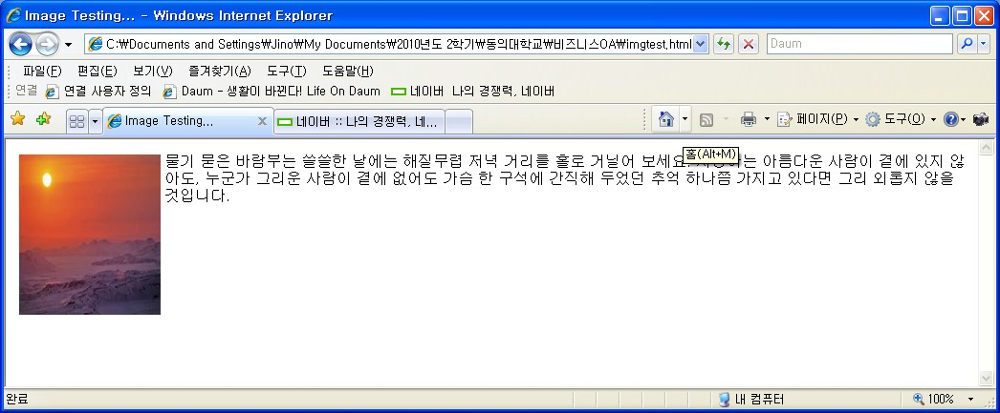 Image Testing... - Windows Internet Explorer
C:₩Documents and Settings₩Jino₩My Documents₩2010년도 2학기₩동의대학교₩비즈니스OA₩imgtest.html
Daum
파일(F) 편집(E) 보기(V) 즐겨찾기(A) 도구(T) 도움말(H)
연결 연결 사용자 정의 Daum - 생활이 바뀐다! Life On Daum 네이버 나의 경쟁력, 네이버
Image Testing... 네이버 :: 나의 경쟁력, 네... 페이지(P) 도구(O)
홈(Alt+M)
물기 묻은 바람부는 쓸쓸한 날에는 해질무렵 저녁 거리를 홀로 거닐어 보세요. 아름다운 사람이 곁에 있지 않
아도, 누군가 그리운 사람이 곁에 없어도 가슴 한 구석에 간직해 두었던 추억 하나쯤 가지고 있다면 그리 외롭지 않을
것입니다.
완료 내 컴퓨터 100%